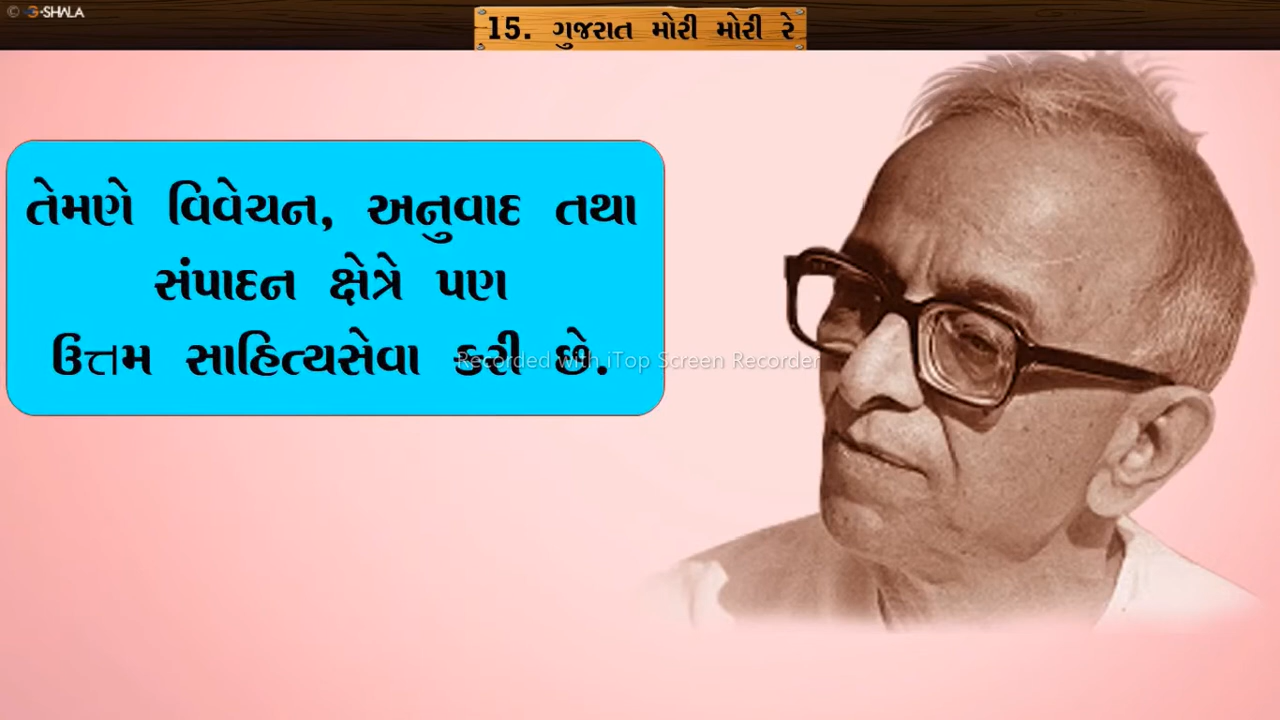 © G-SHALA
15. ગુજરાત મોરી મોરી રે
તેમણે વિવેચન, અનુવાદ તથા
સંપાદન ક્ષેત્રે પણ
ઉત્તમ સાહિત્યસેવા કરી છે.
Recorded with iTop Screen Recorder